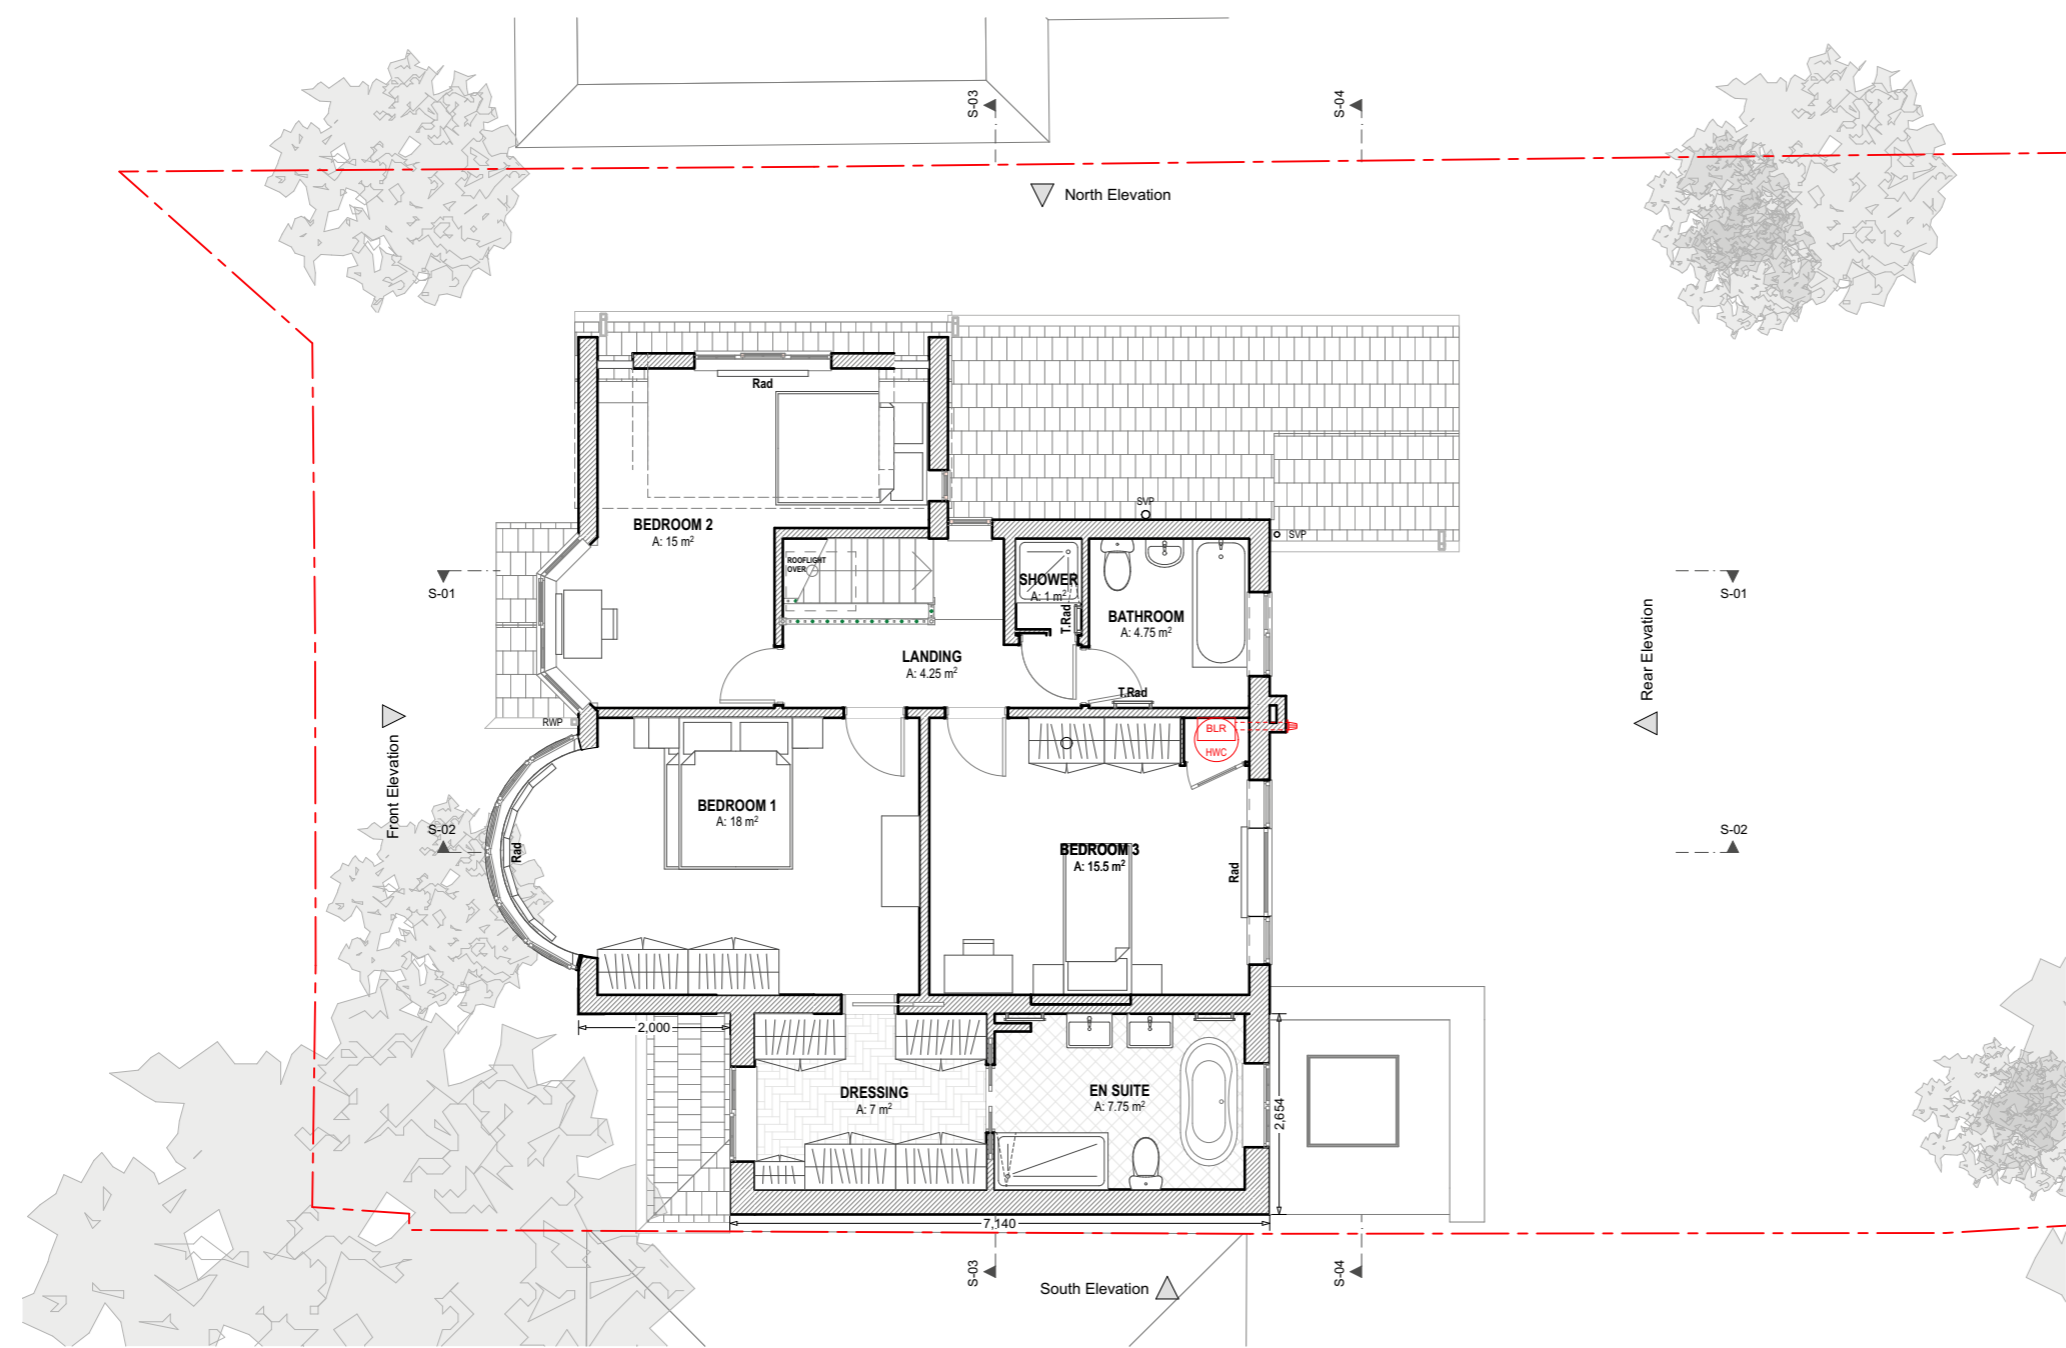 S-03
S-04
North Elevation
Rad
BEDROOM 2
A: 15 m²
SVP
SVP
ROOFLIGHT
OVER
SHOWER
A: 1 m²
T.Rad
BATHROOM
A: 4.75 m²
S-01
S-01
LANDING
A: 4.25 m²
T.Rad
Rear Elevation
RWP
BLR
HWC
Front Elevation
BEDROOM 1
A: 18 m²
S-02
S-02
Rad
BEDROOM 3
A: 15.5 m²
Rad
2,000
DRESSING
A: 7 m²
EN SUITE
A: 7.75 m²
2,654
7,140
S-03
S-04
South Elevation